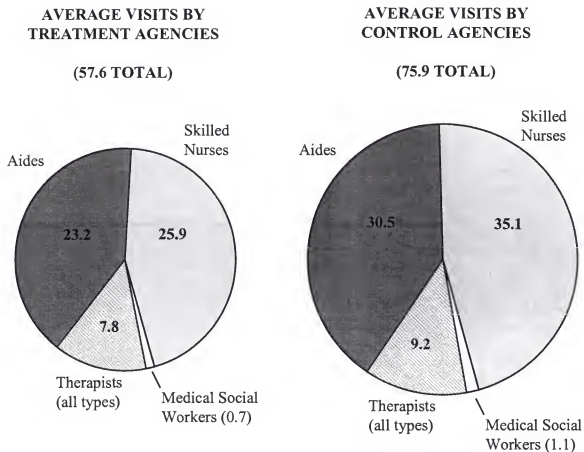 AVERAGE VISITS BY
TREATMENT AGENCIES
(57.6 TOTAL)
Skilled
Nurses
Aides
23.2
25.9
7.8
Therapists
(all types)
Medical Social
Workers (0.7)
AVERAGE VISITS BY
CONTROL AGENCIES
(75.9 TOTAL)
Skilled
Nurses
Aides
30.5
35.1
9.2
Therapists
(all types)
Medical Social
Workers (1.1)